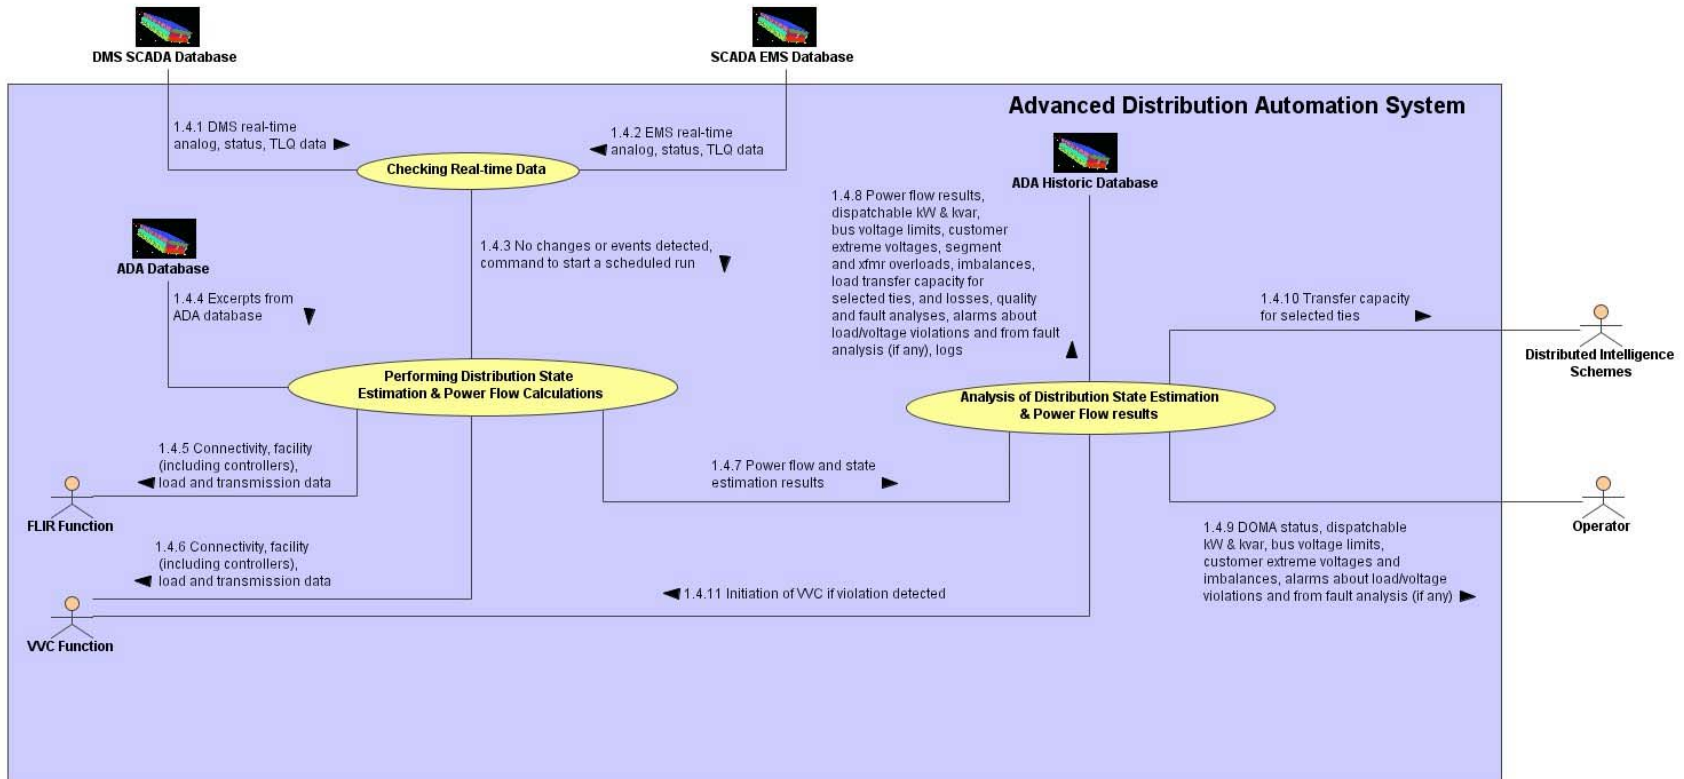 DMS SCADA Database
SCADA EMS Database
Advanced Distribution Automation System
1.4.1 DMS real-time
analog, status, TLQ data
1.4.2 EMS real-time
analog, status, TLQ data
Checking Real-time Data
ADA Historic Database
1.4.8 Power flow results,
dispatchable kW & kvar,
bus voltage limits, customer
extreme voltages, segment
and xfmr overloads, imbalances,
load transfer capacity for
selected ties, and losses, quality
and fault analyses, alarms about
load/voltage violations and from fault
analysis (if any), logs
1.4.3 No changes or events detected,
command to start a scheduled run
ADA Database
1.4.4 Excerpts from
ADA database
1.4.10 Transfer capacity
for selected ties
Distributed Intelligence
Schemes
Performing Distribution State
Estimation & Power Flow Calculations
Analysis of Distribution State Estimation
& Power Flow results
1.4.5 Connectivity, facility
(including controllers),
load and transmission data
FLIR Function
1.4.7 Power flow and state
estimation results
Operator
1.4.9 DOMA status, dispatchable
kW & kvar, bus voltage limits,
customer extreme voltages and
imbalances, alarms about load/voltage
violations and from fault analysis (if any)
1.4.6 Connectivity, facility
(including controllers),
load and transmission data
1.4.11 Initiation of VVC if violation detected
VVC Function